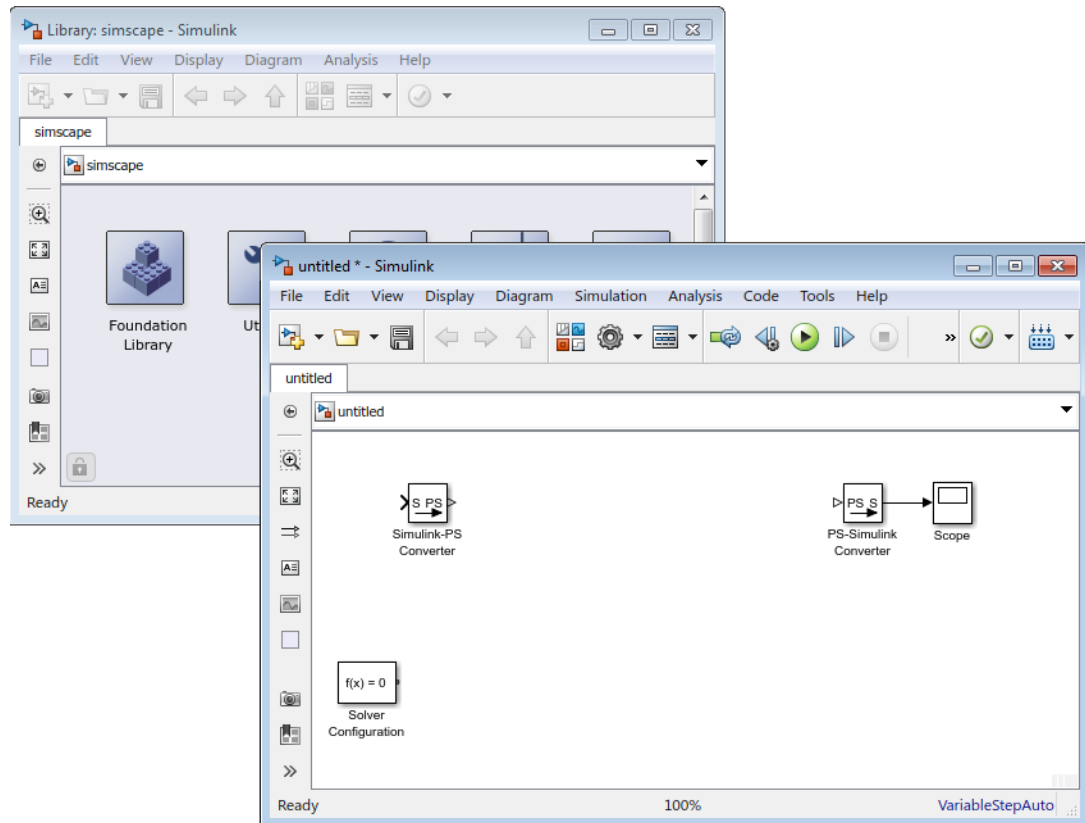 Library: simscape - Simulink
File Edit View Display Diagram Analysis Help
simscape
simscape
Foundation
Library
Ut
Ready
untitled * - Simulink
File Edit View Display Diagram Simulation Analysis Code Tools Help
untitled
untitled
S PS
Simulink-PS
Converter
PS S
PS-Simulink
Converter
Scope
f(x) = 0
Solver
Configuration
Ready 100% VariableStepAuto